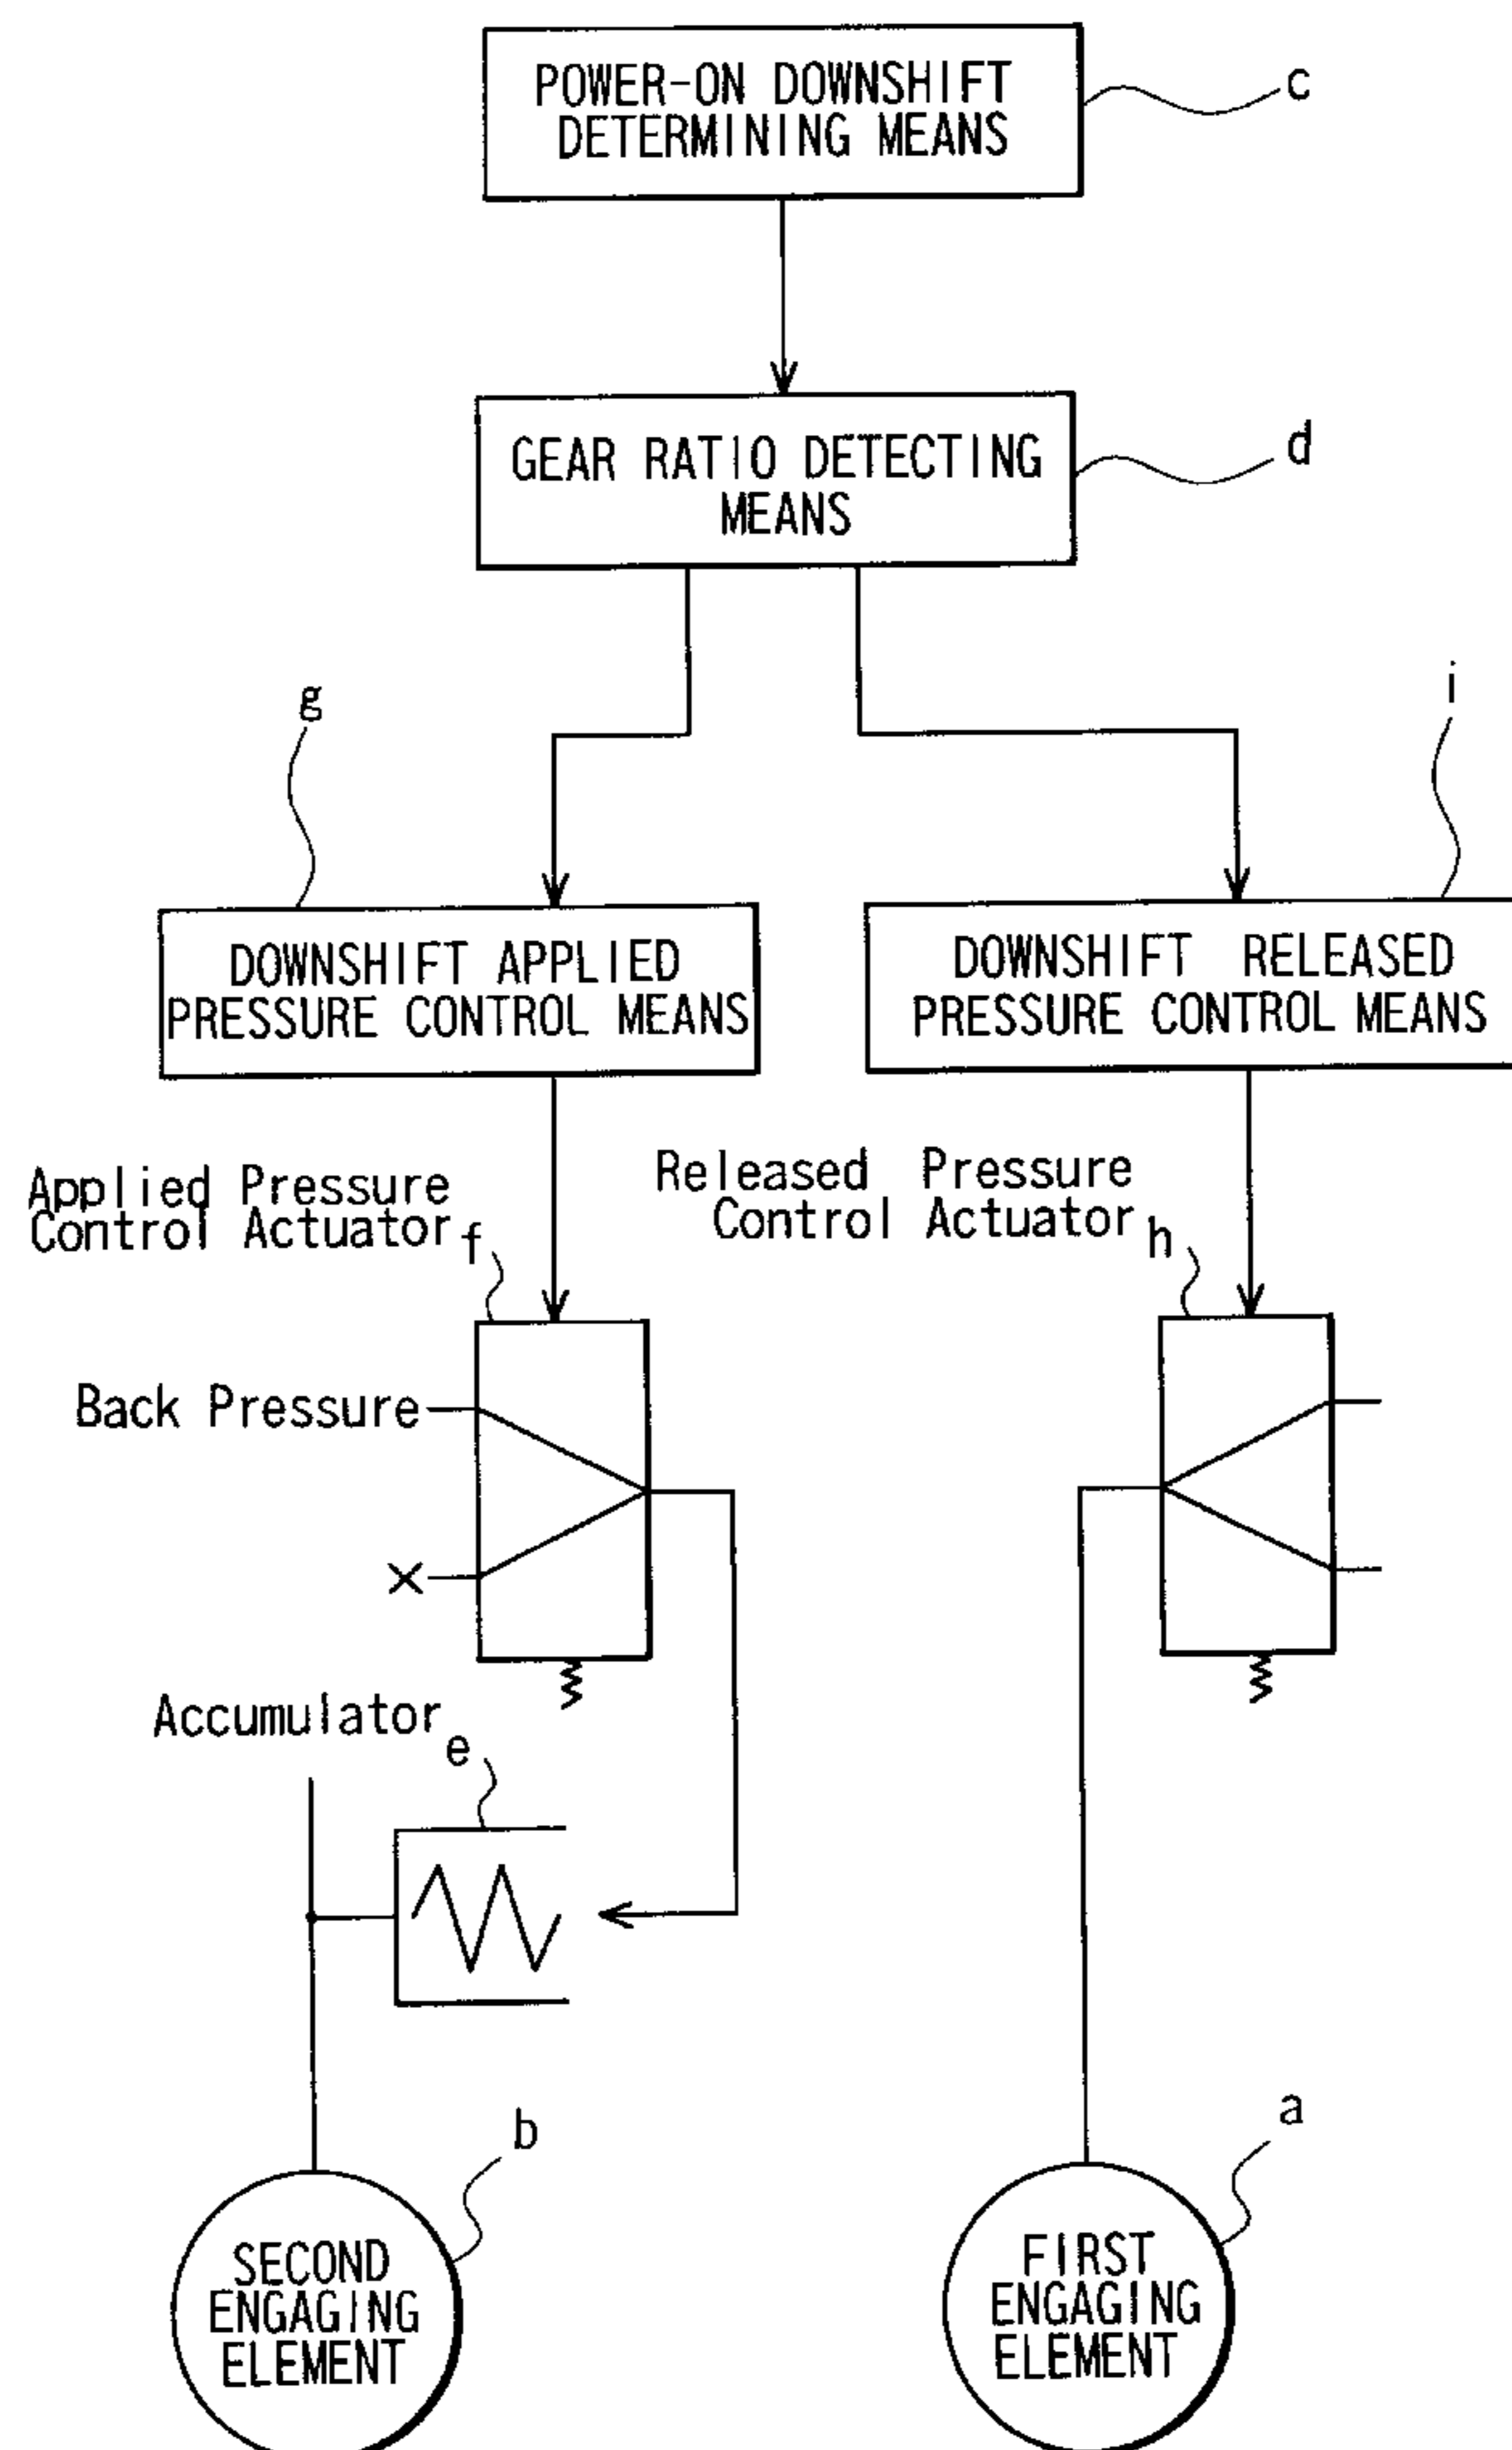 POWER-ON DOWNSHIFT
DETERMINING MEANS
c
GEAR RATIO DETECTING
MEANS
d
g
i
DOWNSHIFT APPLIED
PRESSURE CONTROL MEANS
DOWNSHIFT RELEASED
PRESSURE CONTROL MEANS
Applied Pressure
Control Actuator
f
Released Pressure
Control Actuator
h
Back Pressure
X
Accumulator
e
b
a
SECOND
ENGAGING
ELEMENT
FIRST
ENGAGING
ELEMENT